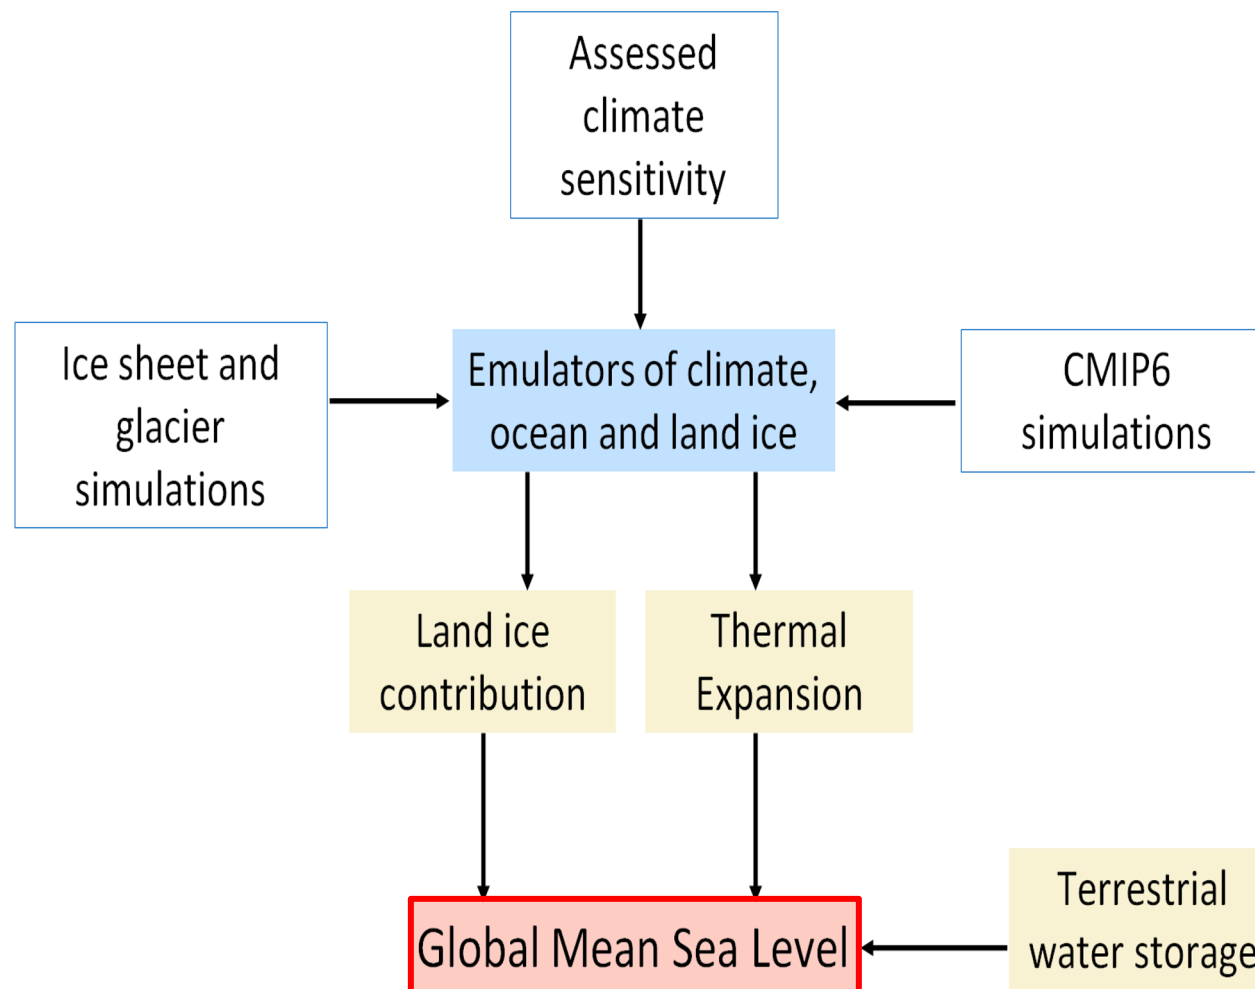 Assessed
climate
sensitivity
Ice sheet and
glacier
simulations
Emulators of climate,
ocean and land ice
CMIP6
simulations
Land ice
contribution
Thermal
Expansion
Terrestrial
water storage
Global Mean Sea Level